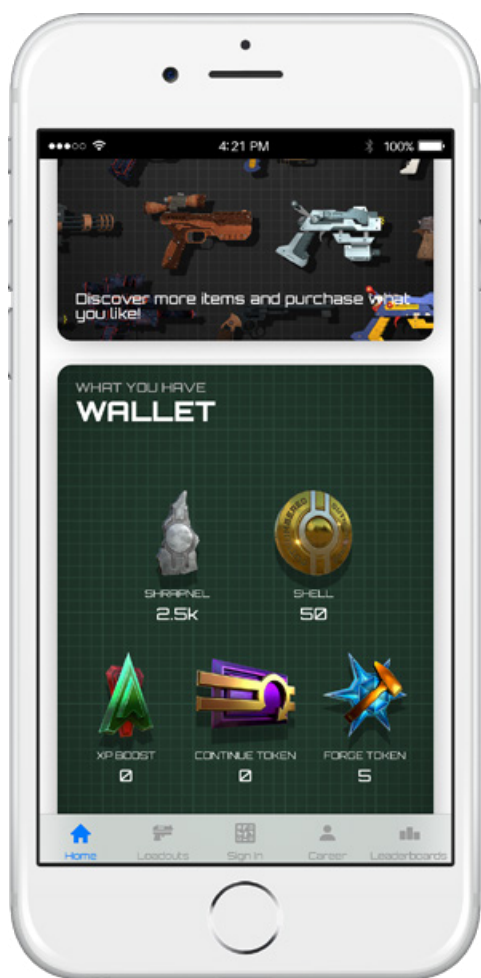 4:21 PM
100%
Discover more items and purchase what
you like!
WHAT YOU HAVE
WALLET
SHRAPNEL
SHELL
2.5k
50
XP BOOST
CONTINUE TOKEN
FORGE TOKEN
0
0
5
Home
Loadouts
Sign In
Career
Leaderboards